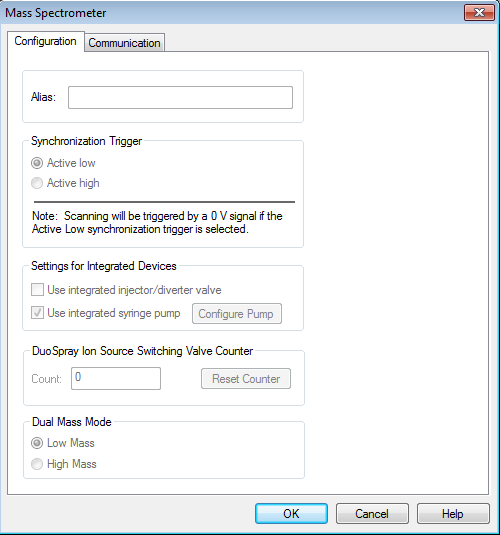 Mass Spectrometer
Configuration
Communication
Alias:
Synchronization Trigger
Active low
Active high
Note: Scanning will be triggered by a 0 V signal if the
Active Low synchronization trigger is selected.
Settings for Integrated Devices
Use integrated injector/diverter valve
Use integrated syringe pump
Configure Pump
DuoSpray Ion Source Switching Valve Counter
Count:
0
Reset Counter
Dual Mass Mode
Low Mass
High Mass
OK
Cancel
Help